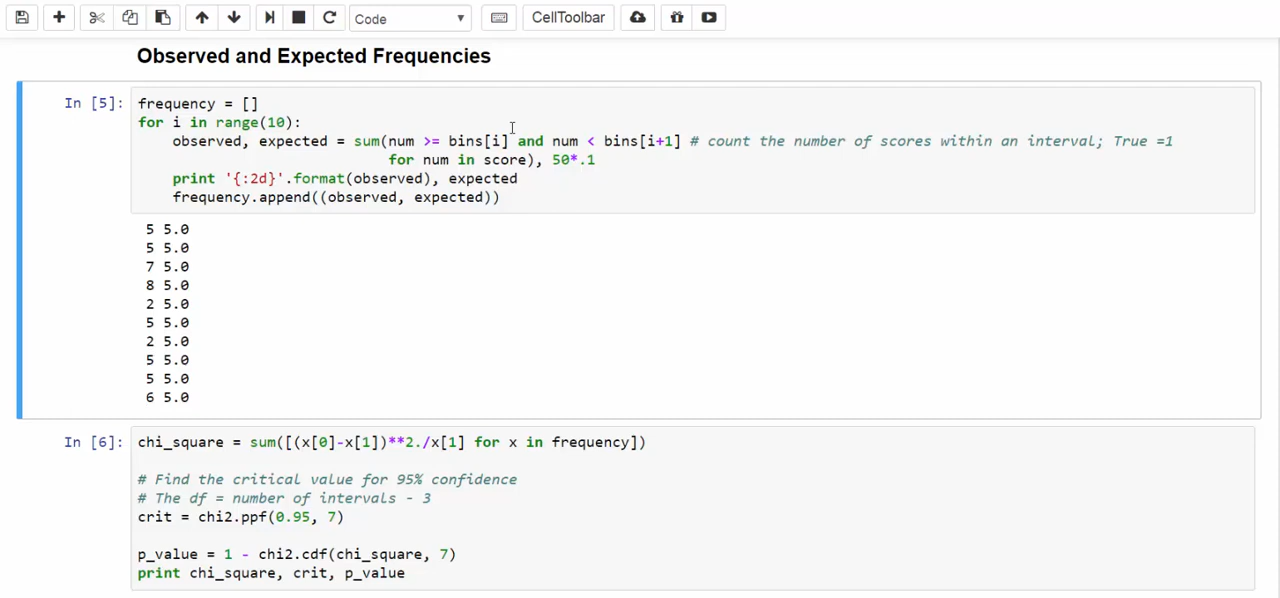 Code
CellToolbar
Observed and Expected Frequencies
In [5]:
frequency = []
for i in range(10):
    observed, expected = sum(num >= bins[i] and num < bins[i+1] # count the number of scores within an interval; True =1
                             for num in score), 50*.1
    print '{:2d}'.format(observed), expected
    frequency.append((observed, expected))
 5 5.0
 5 5.0
 7 5.0
 8 5.0
 2 5.0
 5 5.0
 2 5.0
 5 5.0
 5 5.0
 6 5.0
In [6]:
chi_square = sum([(x[0]-x[1])**2./x[1] for x in frequency])
# Find the critical value for 95% confidence
# The df = number of intervals - 3
crit = chi2.ppf(0.95, 7)
p_value = 1 - chi2.cdf(chi_square, 7)
print chi_square, crit, p_value